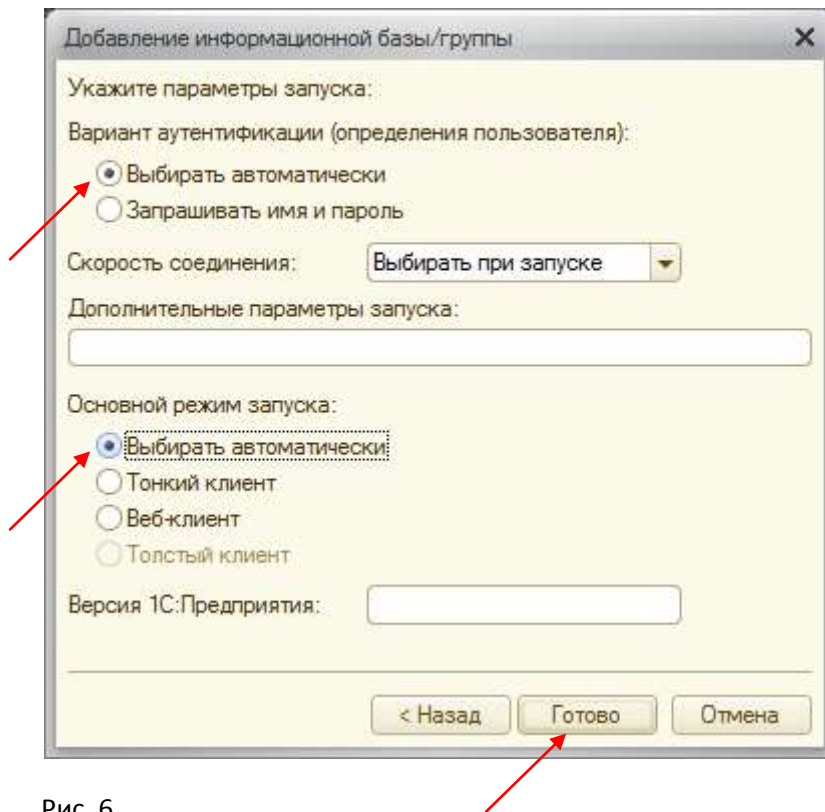 Добавление информационной базы/группы
Укажите параметры запуска:
Вариант аутентификации (определения пользователя):
Выбирать автоматически
Запрашивать имя и пароль
Скорость соединения: Выбирать при запуске
Дополнительные параметры запуска:
Основной режим запуска:
Выбирать автоматически
Тонкий клиент
Веб-клиент
Толстый клиент
Версия 1С:Предприятия:
< Назад Готово Отмена
Рис. 6